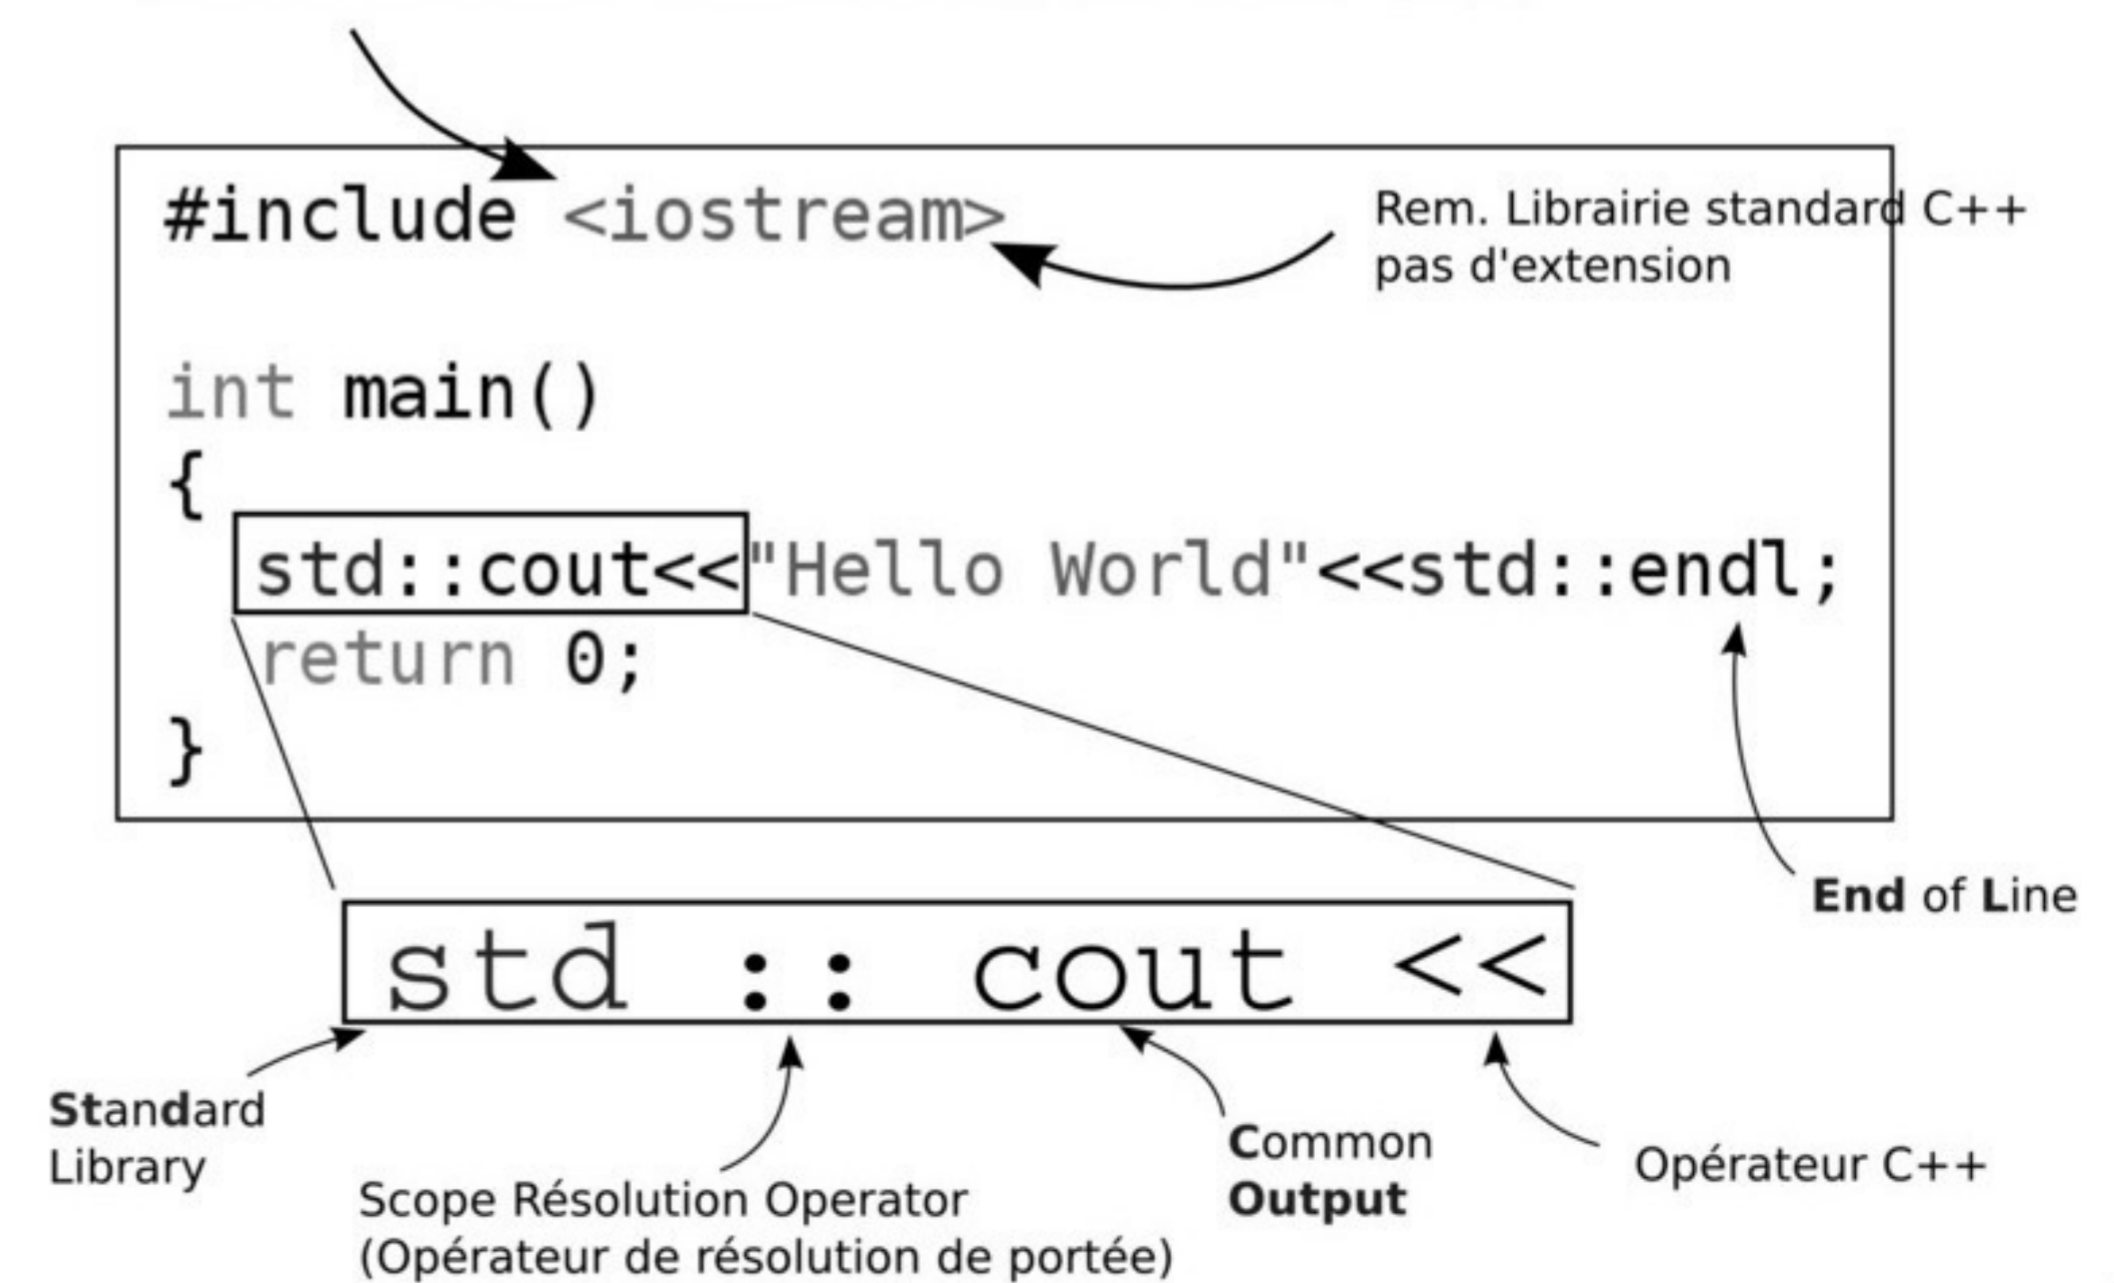 #include <iostream>
Rem. Librairie standard C++
pas d'extension
int main()
{
std::cout<<"Hello World"<<std::endl;
return 0;
}
End of Line
std :: cout <<
Standard
Library
Scope Résolution Operator
(Opérateur de résolution de portée)
Common
Output
Opérateur C++